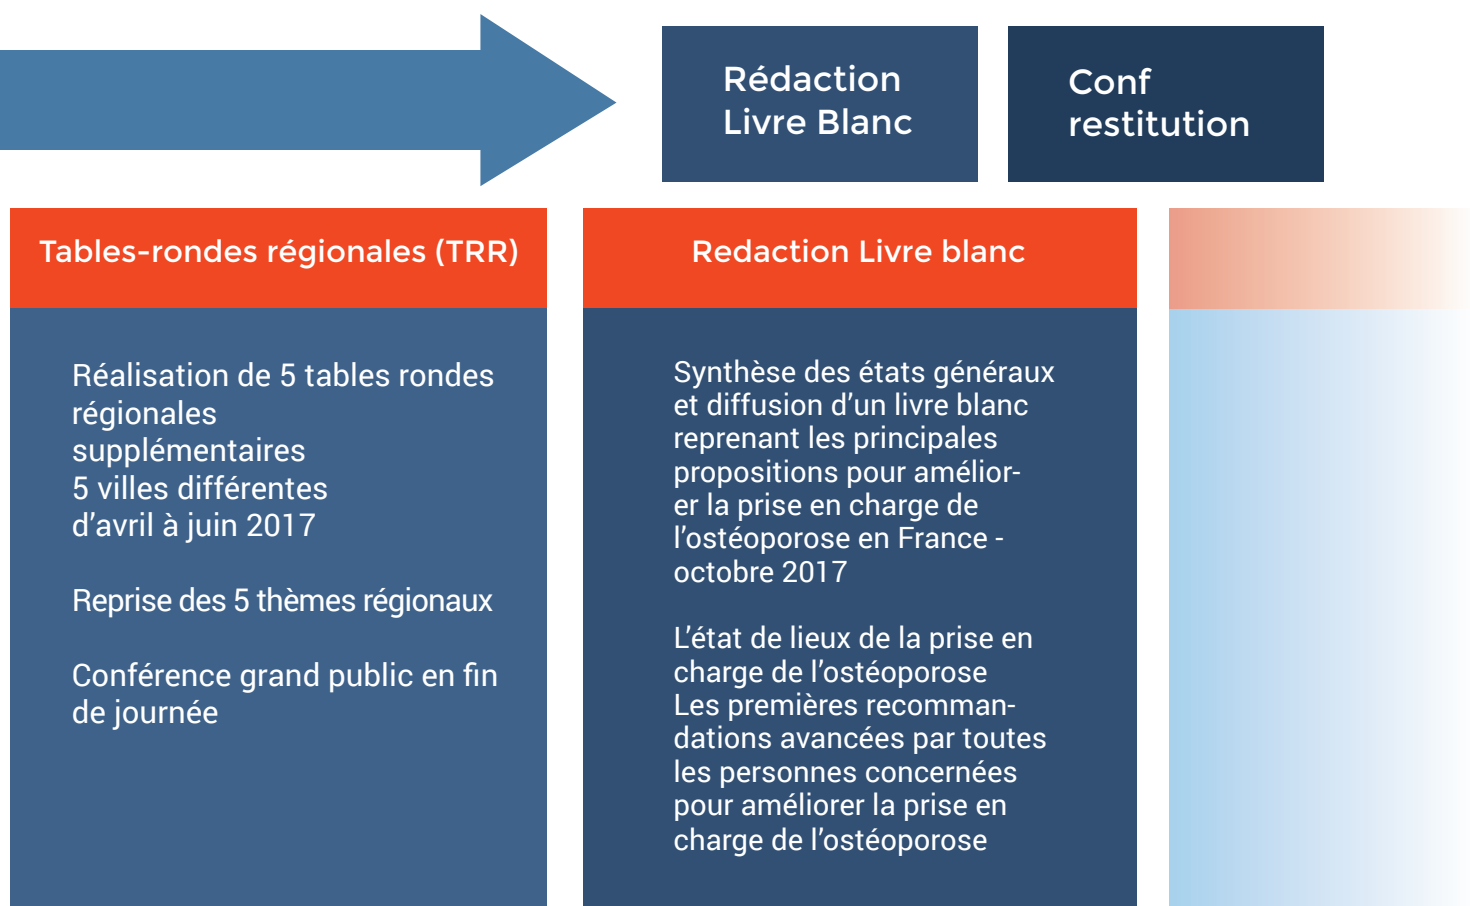 Rédaction
Livre Blanc
Conf
restitution
Tables-rondes régionales (TRR)
Réalisation de 5 tables rondes
régionales
supplémentaires
5 villes différentes
d’avril à juin 2017
Reprise des 5 thèmes régionaux
Conférence grand public en fin
de journée
Redaction Livre blanc
Synthèse des états généraux
et diffusion d’un livre blanc
reprenant les principales
propositions pour amélior-
er la prise en charge de
l’ostéoporose en France -
octobre 2017
L’état de lieux de la prise en
charge de l’ostéoporose
Les premières recomman-
dations avancées par toutes
les personnes concernées
pour améliorer la prise en
charge de l’ostéoporose